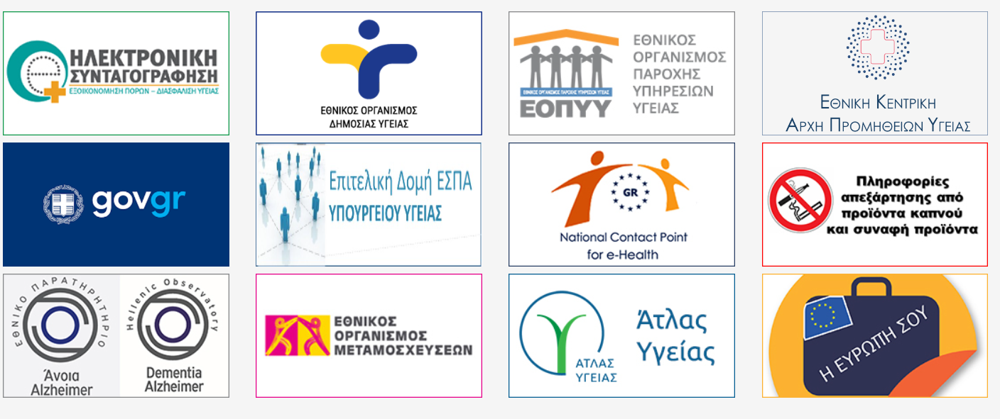 ΗΛΕΚΤΡΟΝΙΚΗ
ΣΥΝΤΑΓΟΓΡΑΦΗΣΗ
ΕΞΟΙΚΟΝΟΜΗΣΗ ΠΟΡΩΝ – ΔΙΑΣΦΑΛΙΣΗ ΥΓΕΙΑΣ
ΕΘΝΙΚΟΣ ΟΡΓΑΝΙΣΜΟΣ
ΔΗΜΟΣΙΑΣ ΥΓΕΙΑΣ
ΕΘΝΙΚΟΣ ΟΡΓΑΝΙΣΜΟΣ ΠΑΡΟΧΗΣ ΥΠΗΡΕΣΙΩΝ ΥΓΕΙΑΣ
ΕΟΠΥΥ
ΕΘΝΙΚΟΣ
ΟΡΓΑΝΙΣΜΟΣ
ΠΑΡΟΧΗΣ
ΥΠΗΡΕΣΙΩΝ
ΥΓΕΙΑΣ
ΕΘΝΙΚΗ ΚΕΝΤΡΙΚΗ
ΑΡΧΗ ΠΡΟΜΗΘΕΙΩΝ ΥΓΕΙΑΣ
govgr
Επιτελική Δομή ΕΣΠΑ
ΥΠΟΥΡΓΕΙΟΥ ΥΓΕΙΑΣ
GR
National Contact Point
for e-Health
Πληροφορίες
απεξάρτησης από
προϊόντα καπνού
και συναφή προϊόντα
ΕΘΝΙΚΟ ΠΑΡΑΤΗΡΗΤΗΡΙΟ
Άνοια
Alzheimer
Hellenic Observatory
Dementia
Alzheimer
ΕΘΝΙΚΟΣ
ΟΡΓΑΝΙΣΜΟΣ
ΜΕΤΑΜΟΣΧΕΥΣΕΩΝ
ΑΤΛΑΣ
ΥΓΕΙΑΣ
Άτλας
Υγείας
Η ΕΥΡΩΠΗ ΣΟΥ